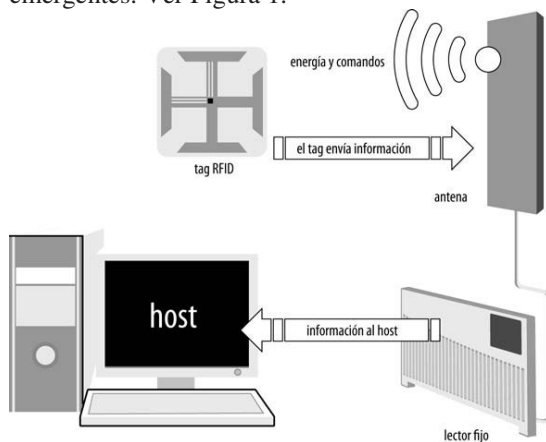 emergentes. Ver Figura 1.
energía y comandos
el tag envía información
tag RFID
antena
host
información al host
lector fijo